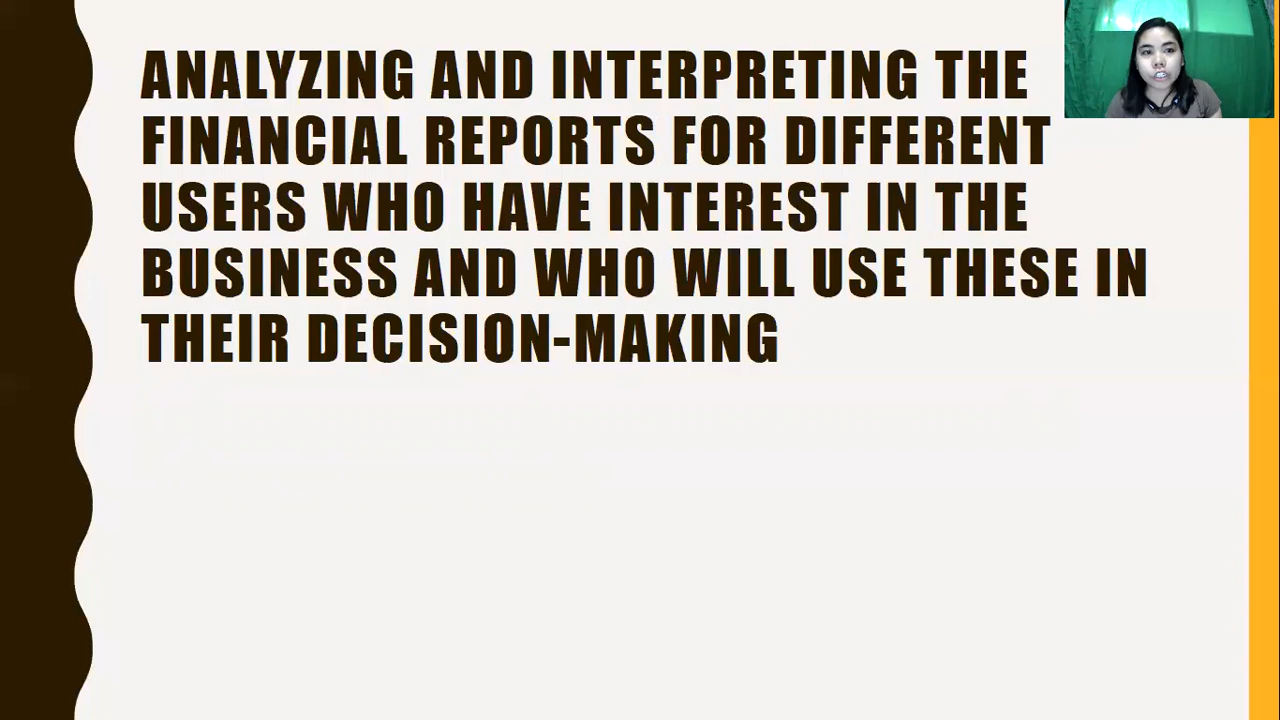 ANALYZING AND INTERPRETING THE
FINANCIAL REPORTS FOR DIFFERENT
USERS WHO HAVE INTEREST IN THE
BUSINESS AND WHO WILL USE THESE IN
THEIR DECISION-MAKING